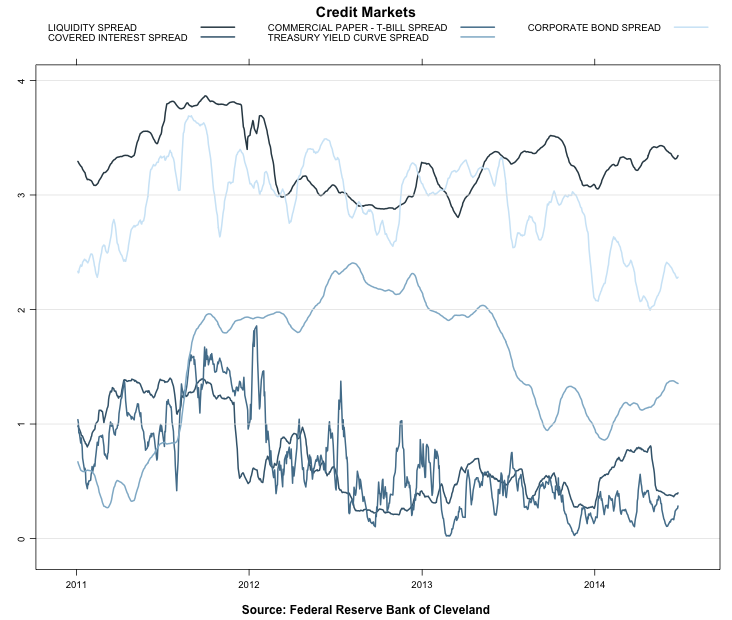 Credit Markets
LIQUIDITY SPREAD COMMERCIAL PAPER - T-BILL SPREAD CORPORATE BOND SPREAD
COVERED INTEREST SPREAD TREASURY YIELD CURVE SPREAD
4
3
2
1
0
2011 2012 2013 2014
Source: Federal Reserve Bank of Cleveland